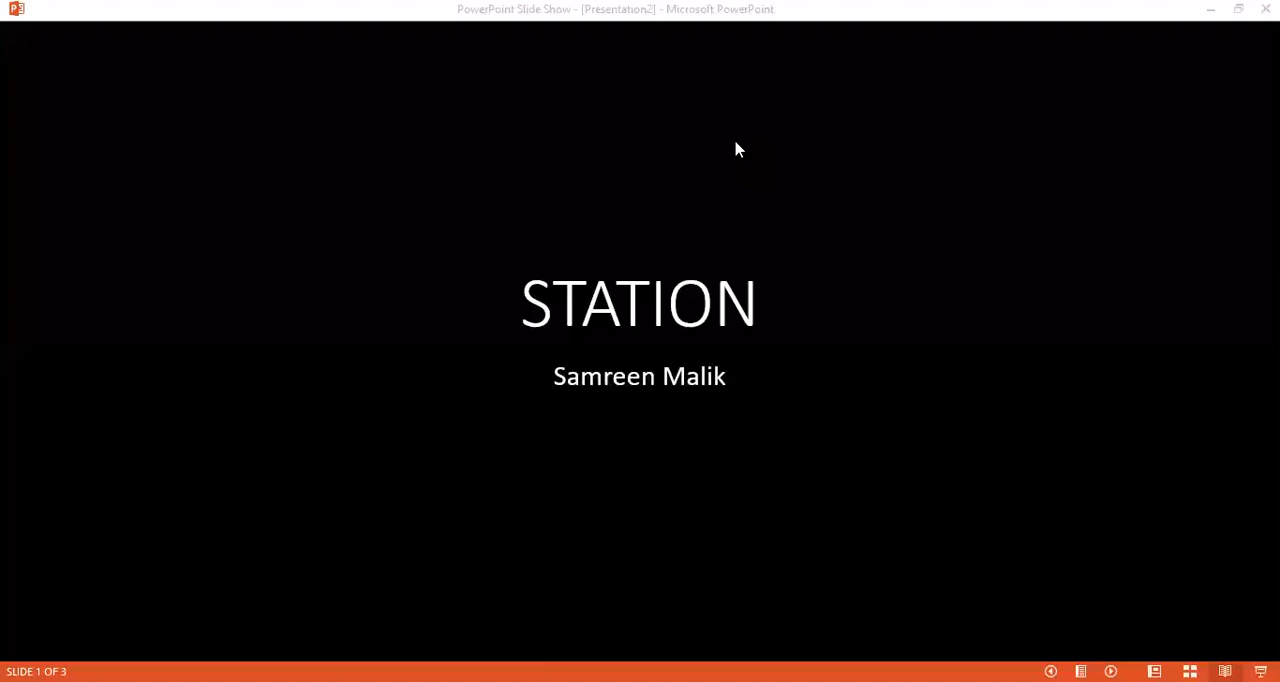 PowerPoint Slide Show - [Presentation2] - Microsoft PowerPoint
STATION
Samreen Malik
SLIDE 1 OF 3